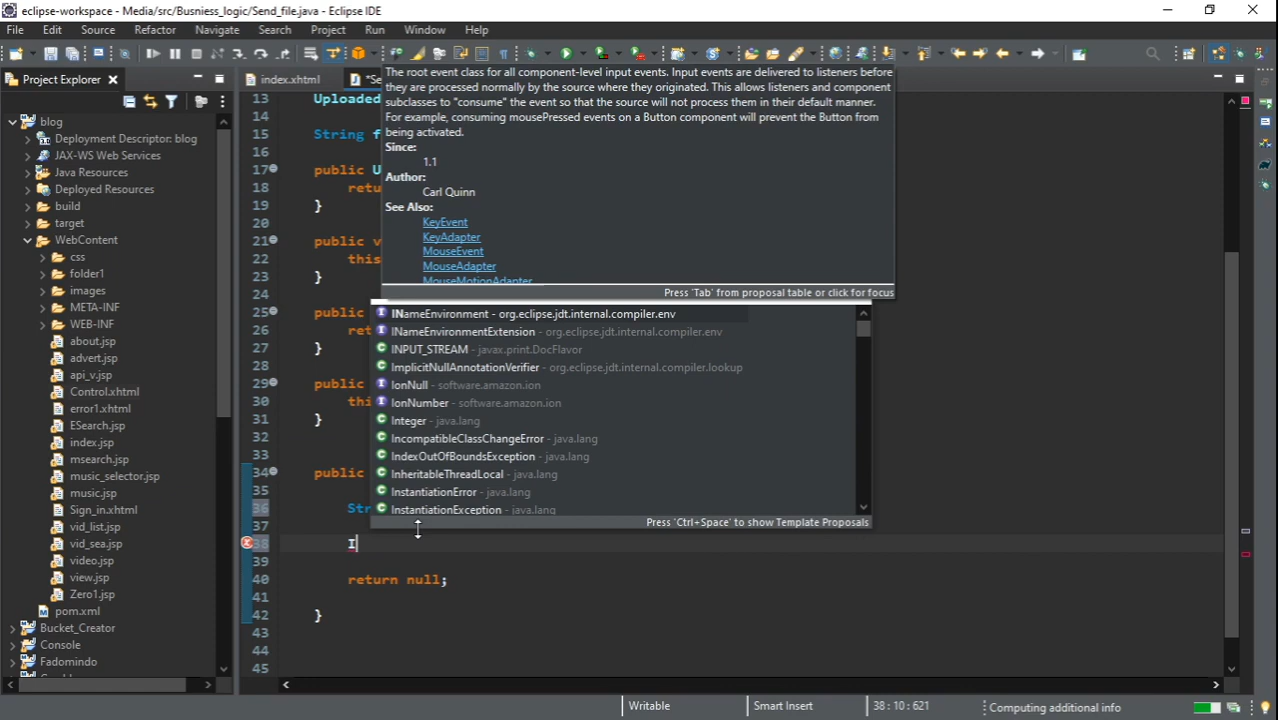 eclipse-workspace - Media/src/Busniess_logic/Send_file.java - Eclipse IDE
File Edit Source Refactor Navigate Search Project Run Window Help
Project Explorer
index.xhtml
blog
Deployment Descriptor: blog
JAX-WS Web Services
Java Resources
Deployed Resources
build
target
WebContent
css
folder1
images
META-INF
WEB-INF
about.jsp
advert.jsp
api_v.jsp
Control.xhtml
error1.xhtml
ESearch.jsp
index.jsp
msearch.jsp
music_selector.jsp
music.jsp
Sign_in.xhtml
vid_list.jsp
vid_sea.jsp
video.jsp
view.jsp
Zero1.jsp
pom.xml
Bucket_Creator
Console
Fadomindo
13 Uploaded
14
15 String f
16
17 public U
18 retu
19 }
20
21 public v
22 this
23 }
24
25 public
26 ret
27 }
28
29 public
30 thi
31 }
32
33
34 public
35
36 Str
37
38 I
39
40 return null;
41
42 }
43
44
45
The root event class for all component-level input events. Input events are delivered to listeners before
they are processed normally by the source where they originated. This allows listeners and component
subclasses to "consume" the event so that the source will not process them in their default manner.
For example, consuming mousePressed events on a Button component will prevent the Button from
being activated.
Since:
1.1
Author:
Carl Quinn
See Also:
KeyEvent
KeyAdapter
MouseEvent
MouseAdapter
MouseMotionAdapter
Press 'Tab' from proposal table or click for focus
INameEnvironment - org.eclipse.jdt.internal.compiler.env
INameEnvironmentExtension - org.eclipse.jdt.internal.compiler.env
INPUT_STREAM - javax.print.DocFlavor
ImplicitNullAnnotationVerifier - org.eclipse.jdt.internal.compiler.lookup
IonNull - software.amazon.ion
IonNumber - software.amazon.ion
Integer - java.lang
IncompatibleClassChangeError - java.lang
IndexOutOfBoundsException - java.lang
InheritableThreadLocal - java.lang
InstantiationError - java.lang
InstantiationException - java.lang
Press 'Ctrl+Space' to show Template Proposals
Writable Smart Insert 38 : 10 : 621 Computing additional info